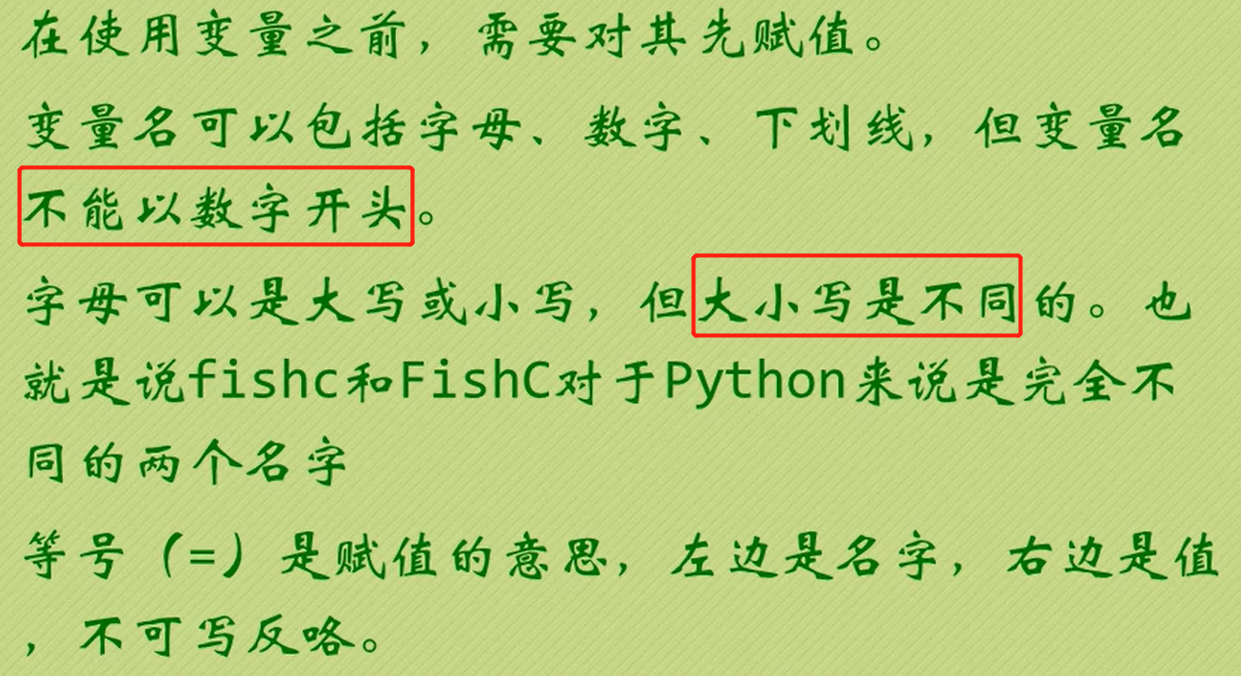 在使用变量之前，需要对其先赋值。
变量名可以包括字母、数字、下划线，但变量名
不能以数字开头。
字母可以是大写或小写，但大小写是不同的。也
就是说fishc和FishC对于Python来说是完全不
同的两个名字
等号（=）是赋值的意思，左边是名字，右边是值
，不可写反咯。